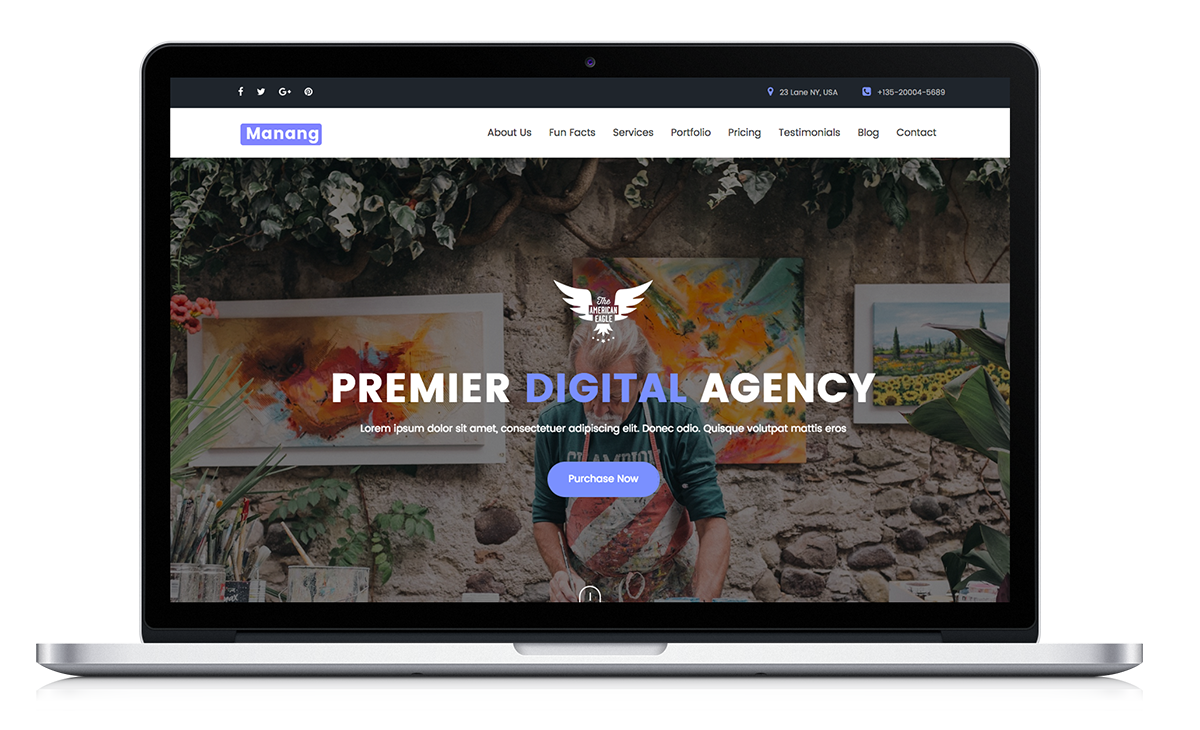 23 Lane NY, USA +135-20004-5689
Manang About Us Fun Facts Services Portfolio Pricing Testimonials Blog Contact
The
AMERICAN
EAGLE
PREMIER DIGITAL AGENCY
Lorem ipsum dolor sit amet, consectetuer adipiscing elit. Donec odio. Quisque volutpat mattis eros
CHAMPION
Purchase Now